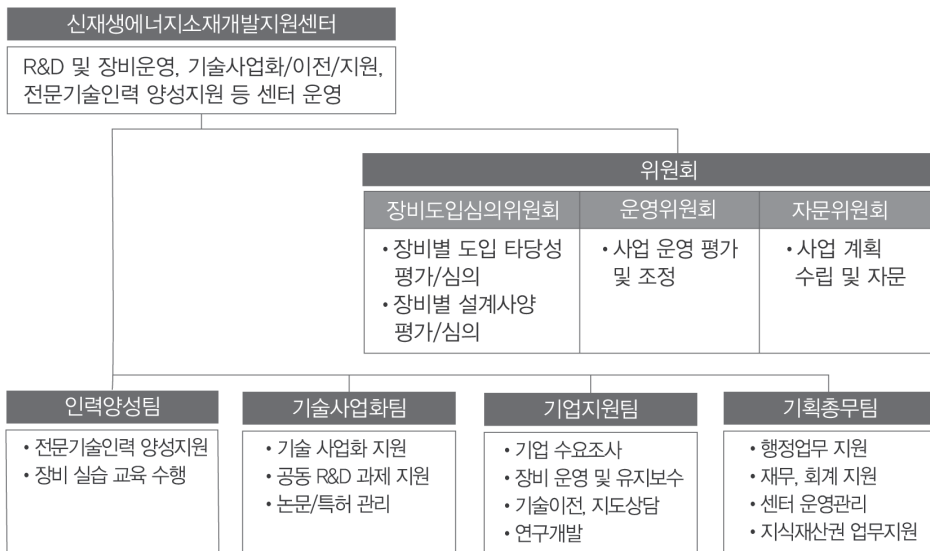 신재생에너지소재개발지원센터
R&D 및 장비운영, 기술사업화/이전/지원,
전문기술인력 양성지원 등 센터 운영
위원회
장비도입심의위원회
• 장비별 도입 타당성
평가/심의
• 장비별 설계사양
평가/심의
운영위원회
• 사업 운영 평가
및 조정
자문위원회
• 사업 계획
수립 및 자문
인력양성팀
• 전문기술인력 양성지원
• 장비 실습 교육 수행
기술사업화팀
• 기술 사업화 지원
• 공동 R&D 과제 지원
• 논문/특허 관리
기업지원팀
• 기업 수요조사
• 장비 운영 및 유지보수
• 기술이전, 지도상담
• 연구개발
기획총무팀
• 행정업무 지원
• 재무, 회계 지원
• 센터 운영관리
• 지식재산권 업무지원